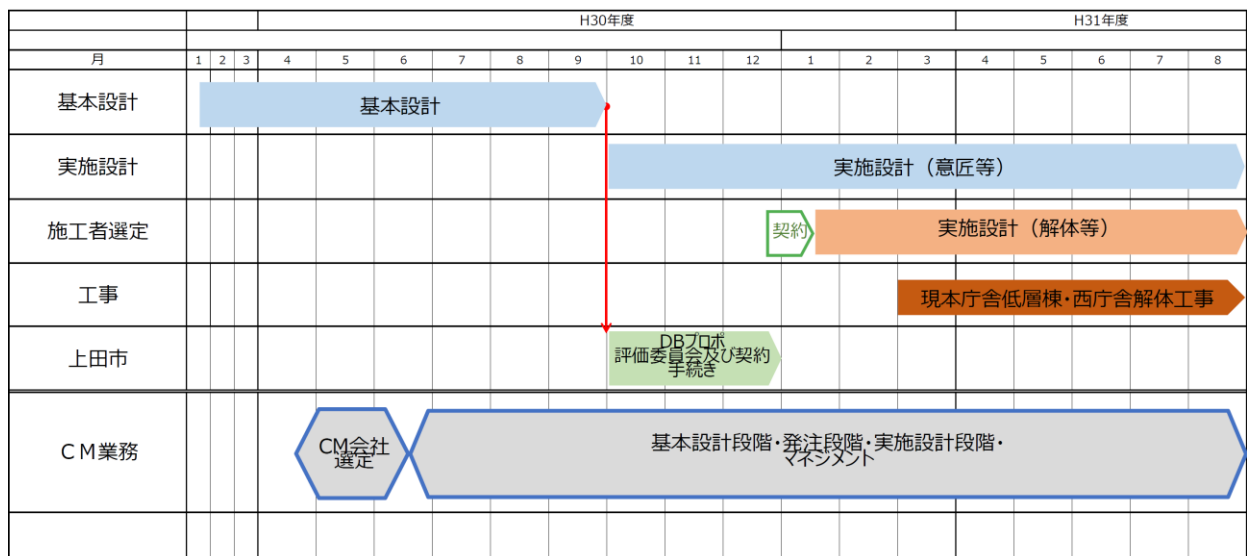 H30年度 H31年度
月 1 2 3 4 5 6 7 8 9 10 11 12 1 2 3 4 5 6 7 8
基本設計 基本設計
実施設計 実施設計（意匠等）
施工者選定 契約 実施設計（解体等）
工事 現本庁舎低層棟・西庁舎解体工事
上田市
DBプロポ
評価委員会及び契約
手続き
ＣＭ業務
CM会社
選定
基本設計段階・発注段階・実施設計段階・
マネジメント